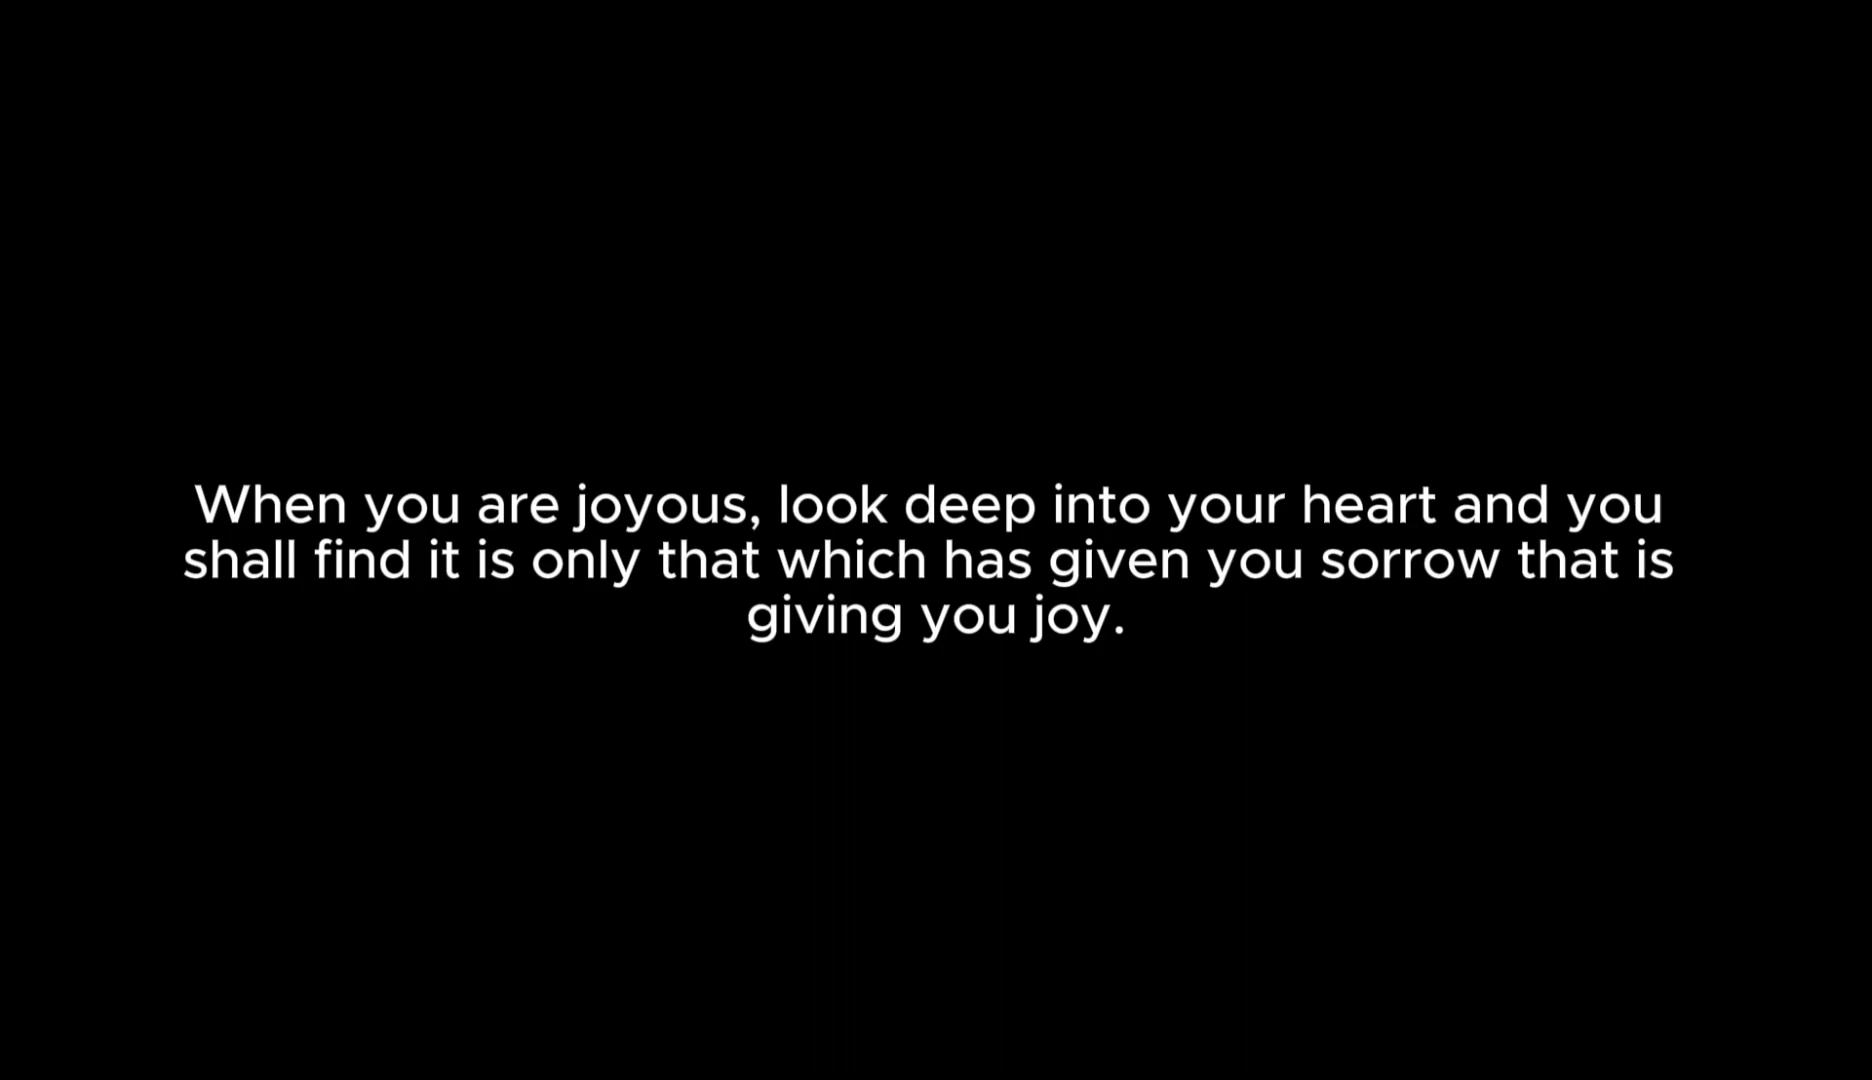 When you are joyous, look deep into your heart and you
shall find it is only that which has given you sorrow that is
giving you joy.